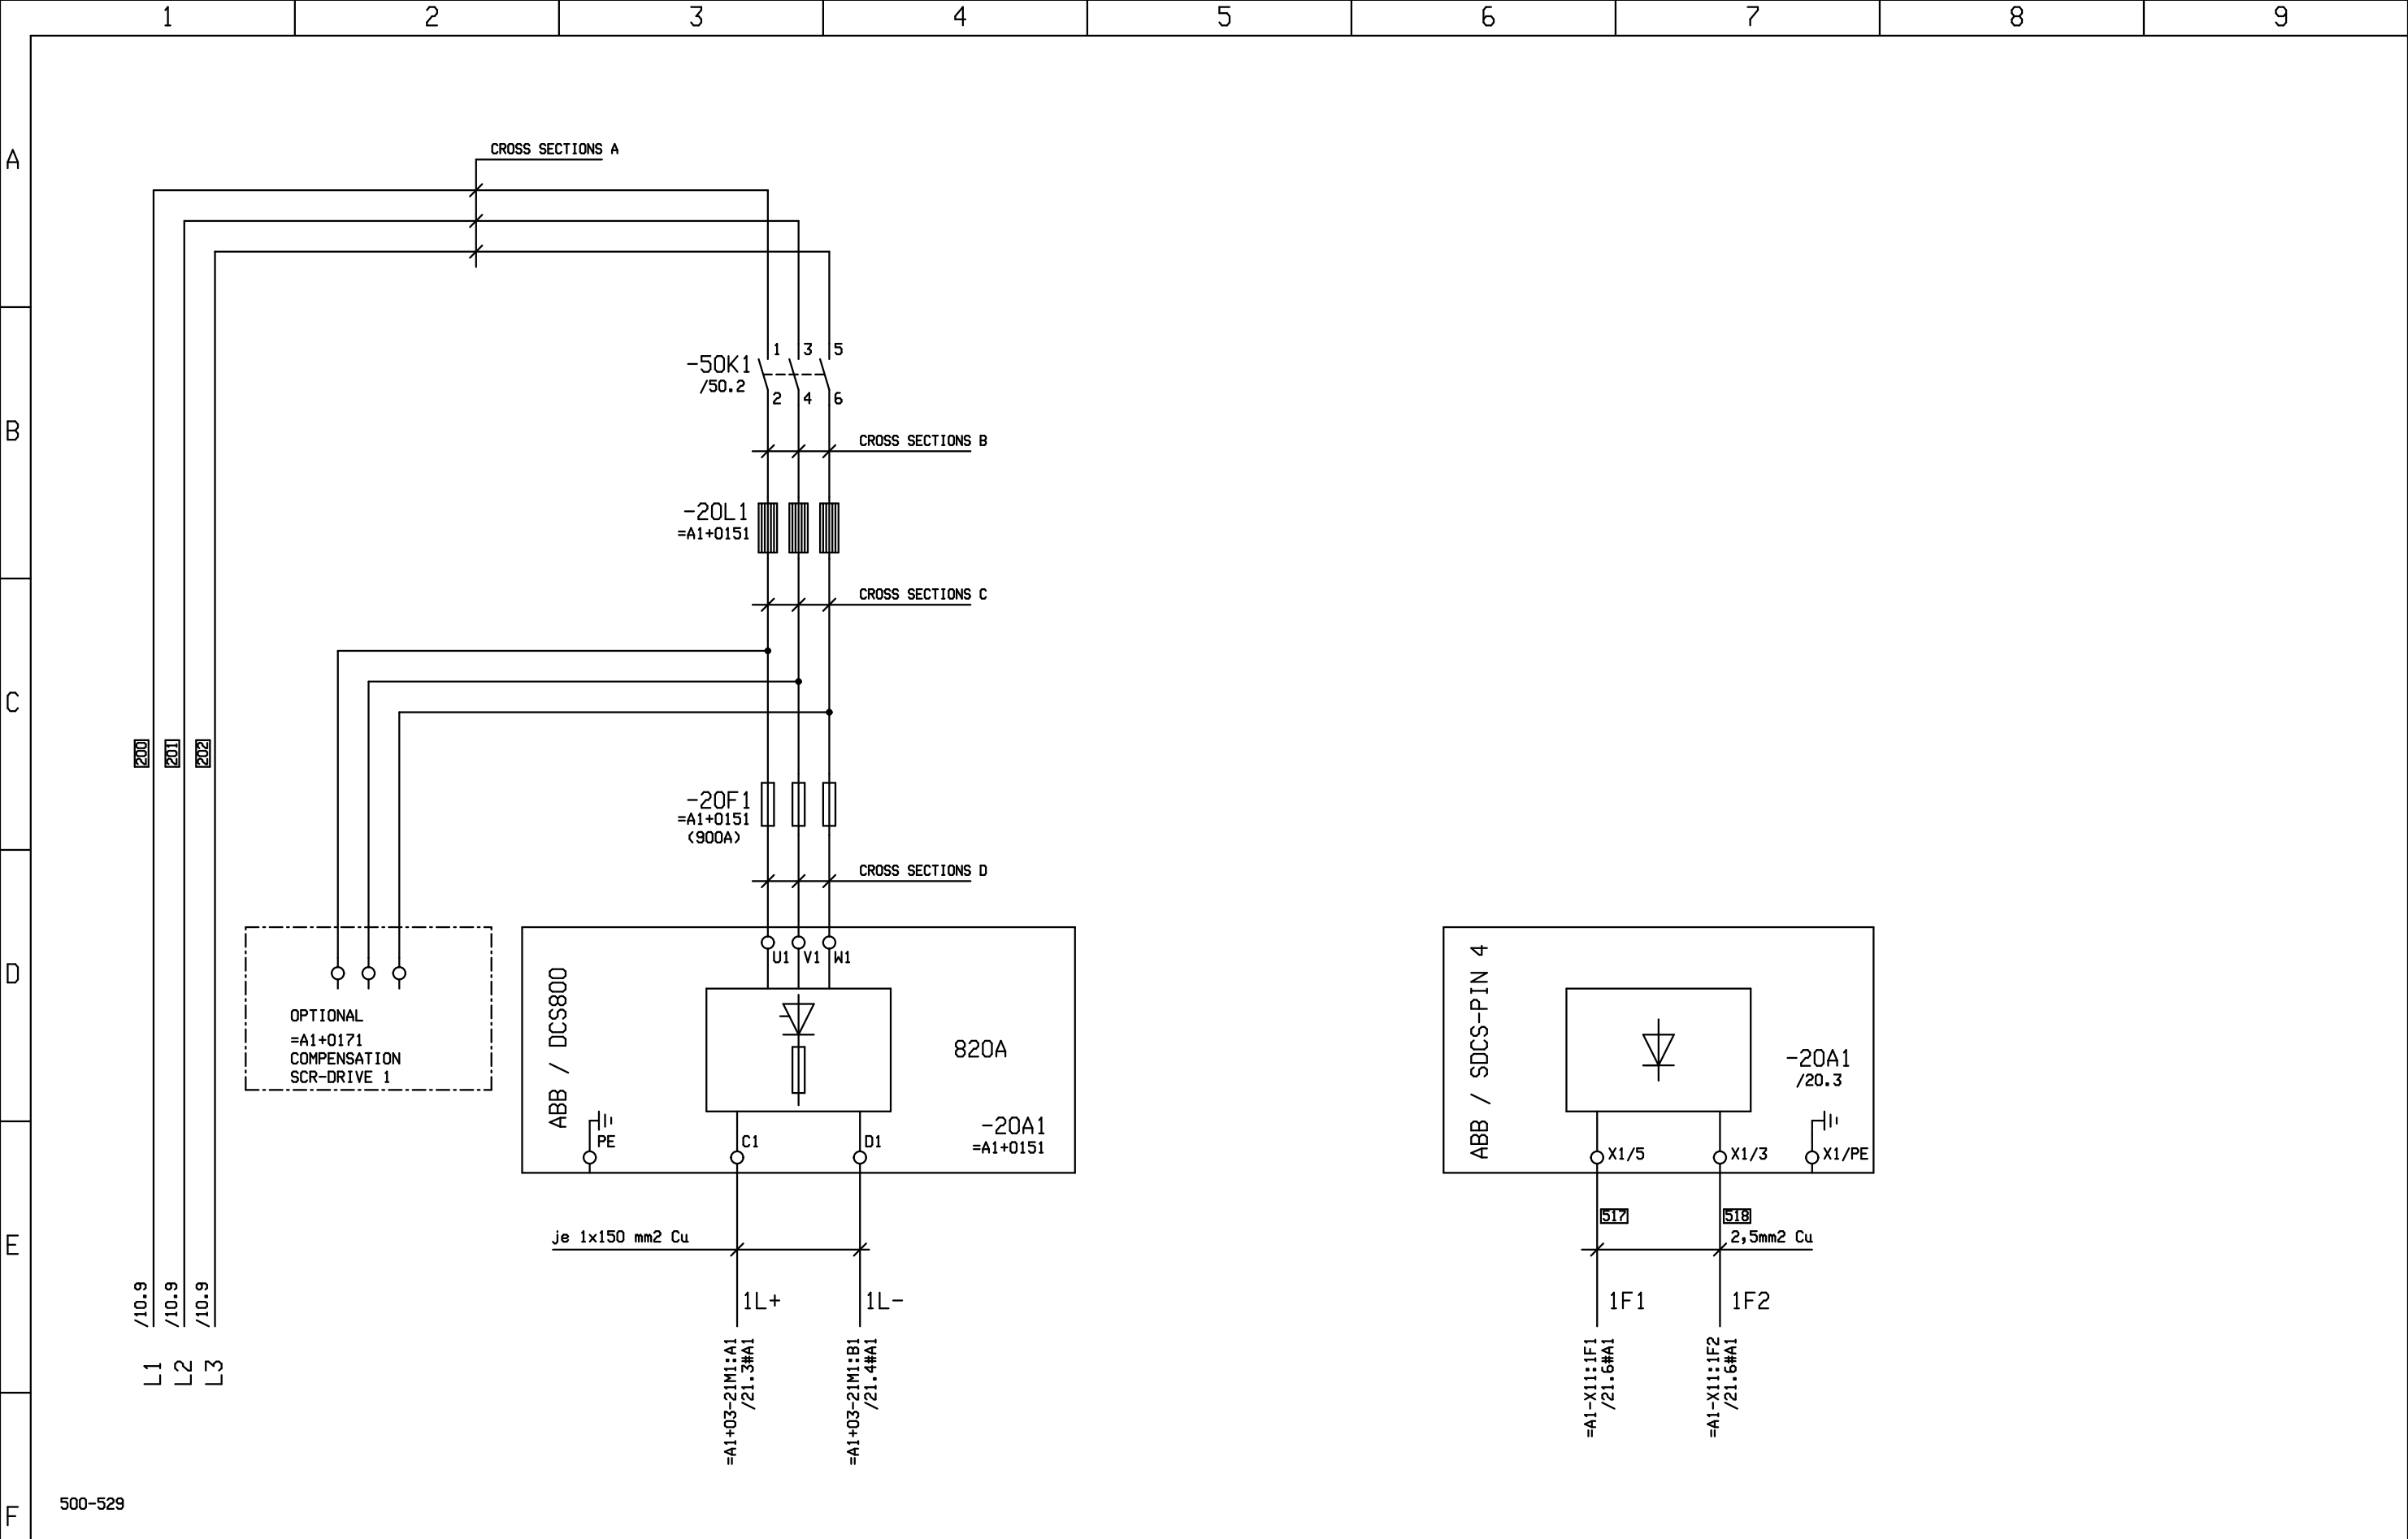 1 2 3 4 5 6 7 8 9
A
CROSS SECTIONS A
-50K1
/50.2
1 3 5
2 4 6
B
CROSS SECTIONS B
-20L1
=A1+0151
CROSS SECTIONS C
C
200 201 202
-20F1
=A1+0151
(900A)
CROSS SECTIONS D
D
OPTIONAL
=A1+0171
COMPENSATION
SCR-DRIVE 1
ABB / DCS800
U1 V1 W1
820A
-20A1
=A1+0151
PE
C1
D1
ABB / SDCS-PIN 4
-20A1
/20.3
X1/5
X1/3
X1/PE
E
je 1x150 mm2 Cu
517
518
2,5mm2 Cu
/10.9
/10.9
/10.9
L1
L2
L3
1L+
1L-
1F1
1F2
=A1+03-21M1:A1
/21.3#A1
=A1+03-21M1:B1
/21.4#A1
=A1-X11:1F1
/21.6#A1
=A1-X11:1F2
/21.6#A1
F
500-529